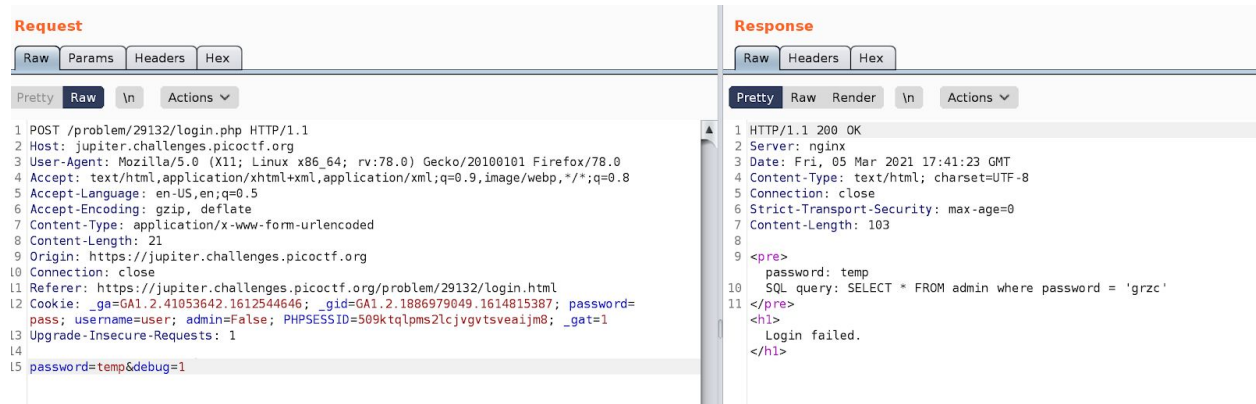 Request
Raw Params Headers Hex
Pretty Raw \n Actions
1 POST /problem/29132/login.php HTTP/1.1
2 Host: jupiter.challenges.picoctf.org
3 User-Agent: Mozilla/5.0 (X11; Linux x86_64; rv:78.0) Gecko/20100101 Firefox/78.0
4 Accept: text/html,application/xhtml+xml,application/xml;q=0.9,image/webp,*/*;q=0.8
5 Accept-Language: en-US,en;q=0.5
6 Accept-Encoding: gzip, deflate
7 Content-Type: application/x-www-form-urlencoded
8 Content-Length: 21
9 Origin: https://jupiter.challenges.picoctf.org
10 Connection: close
11 Referer: https://jupiter.challenges.picoctf.org/problem/29132/login.html
12 Cookie: _ga=GA1.2.41053642.1612544646; _gid=GA1.2.1886979049.1614815387; password=
pass; username=user; admin=False; PHPSESSID=509ktqlpms2lcjvgvtsveaijm8; _gat=1
13 Upgrade-Insecure-Requests: 1
14
15 password=temp&debug=1
Response
Raw Headers Hex
Pretty Raw Render \n Actions
1 HTTP/1.1 200 OK
2 Server: nginx
3 Date: Fri, 05 Mar 2021 17:41:23 GMT
4 Content-Type: text/html; charset=UTF-8
5 Connection: close
6 Strict-Transport-Security: max-age=0
7 Content-Length: 103
8
9 <pre>
password: temp
10 SQL query: SELECT * FROM admin where password = 'grzc'
11 </pre>
<h1>
Login failed.
</h1>